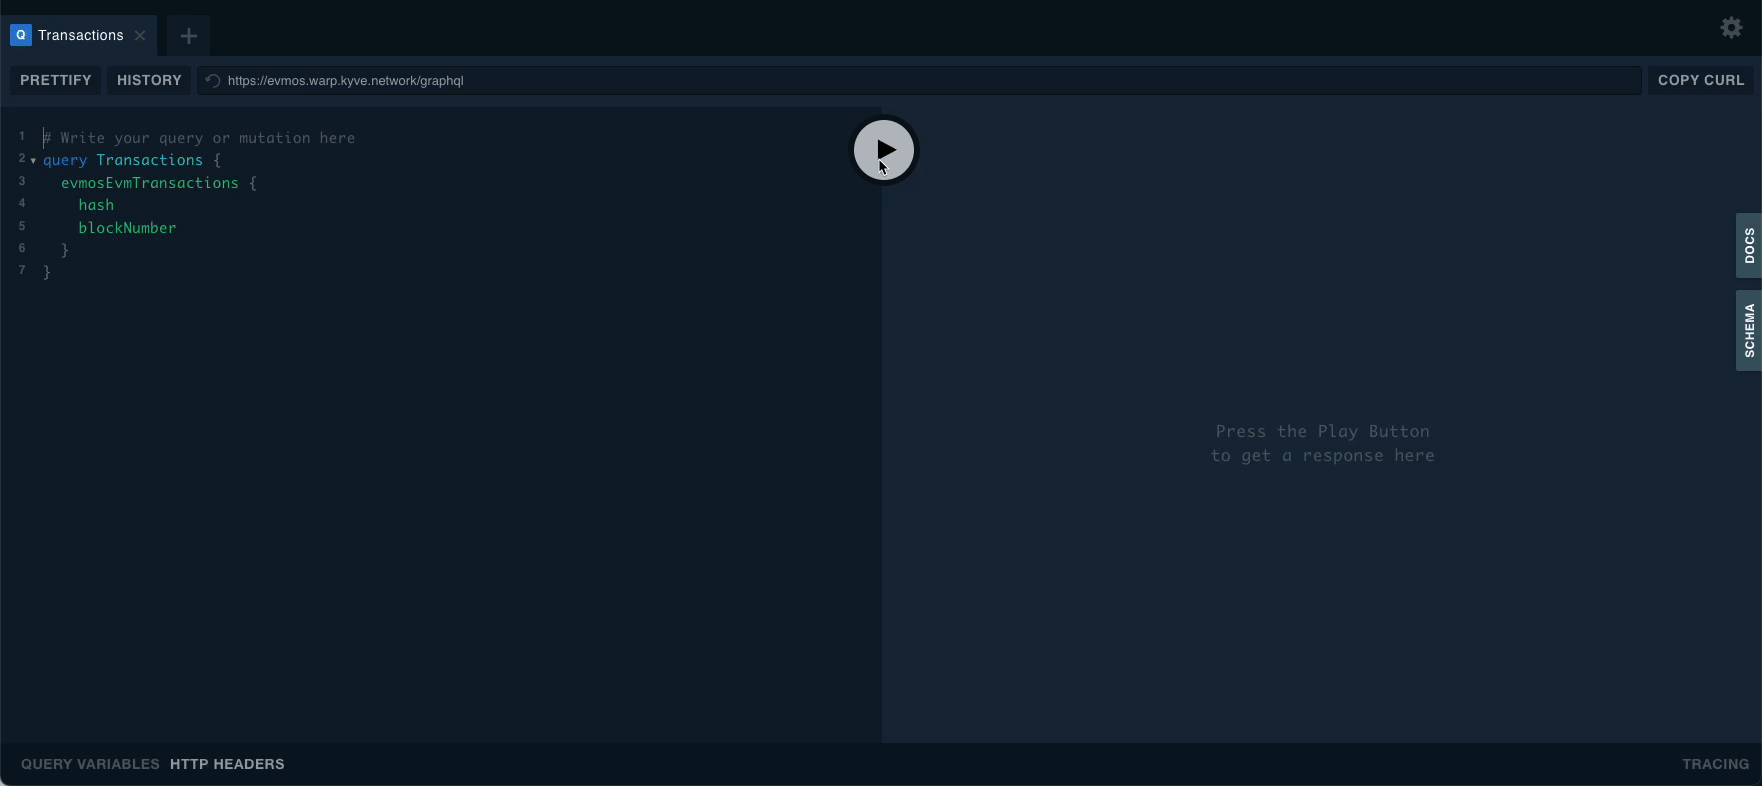 Q Transactions
PRETTIFY HISTORY https://evmos.warp.kyve.network/graphql COPY CURL
1 # Write your query or mutation here
2 query Transactions {
3 evmosEvmTransactions {
4 hash
5 blockNumber
6 }
7 }
DOCS
SCHEMA
Press the Play Button
to get a response here
QUERY VARIABLES HTTP HEADERS TRACING